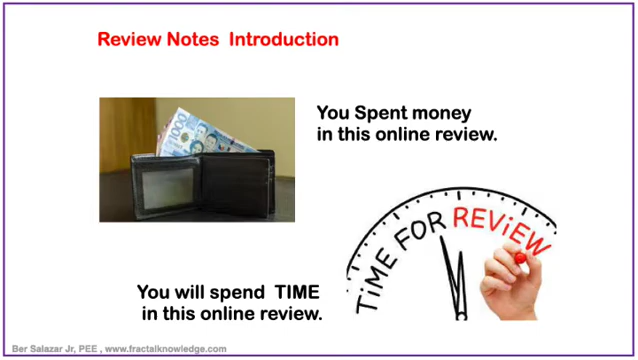 Review Notes  Introduction
You Spent money
in this online review.
1000
TiME FOR REViEW
You will spend  TIME
in this online review.
Ber Salazar Jr, PEE , www.fractalknowledge.com